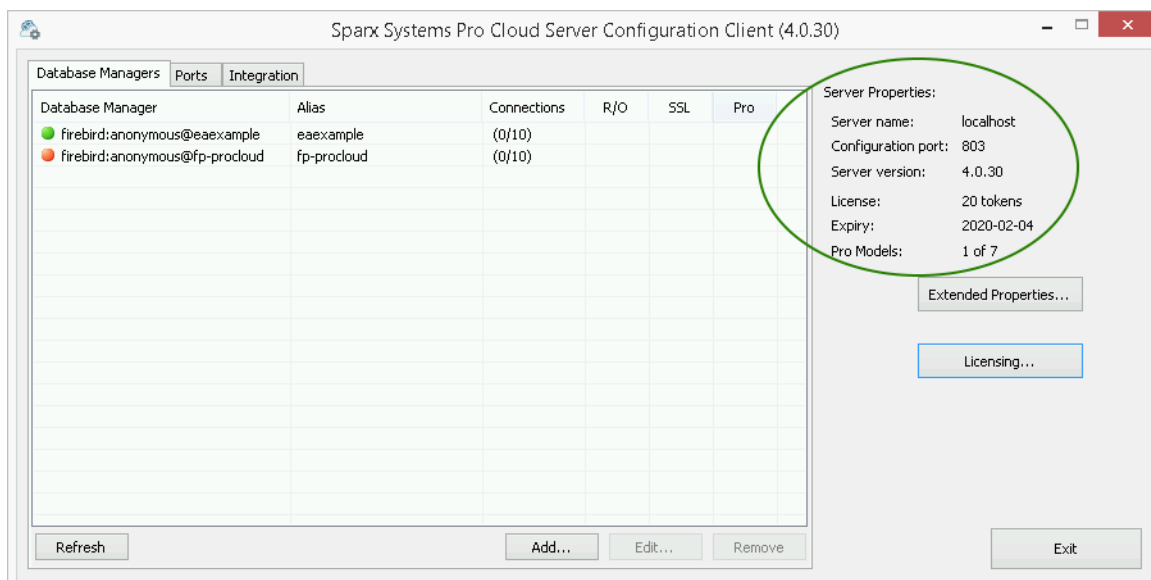 Sparx Systems Pro Cloud Server Configuration Client (4.0.30)
Database Managers Ports Integration
Database Manager Alias Connections R/O SSL Pro
firebird:anonymous@eaexample eaexample (0/10)
firebird:anonymous@fp-procloud fp-procloud (0/10)
Server Properties:
Server name: localhost
Configuration port: 803
Server version: 4.0.30
License: 20 tokens
Expiry: 2020-02-04
Pro Models: 1 of 7
Extended Properties...
Licensing...
Refresh Add... Edit... Remove
Exit